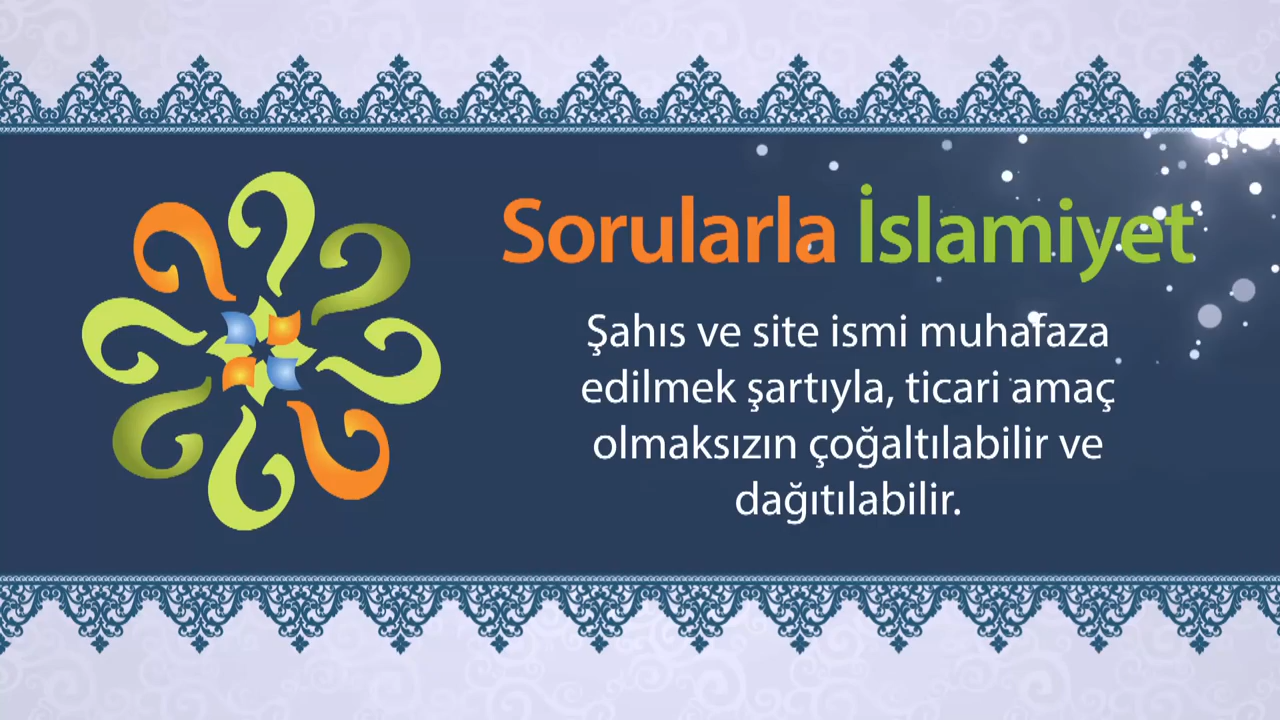 Sorularla İslamiyet
Şahıs ve site ismi muhafaza
edilmek şartıyla, ticari amaç
olmaksızın çoğaltılabilir ve
dağıtılabilir.